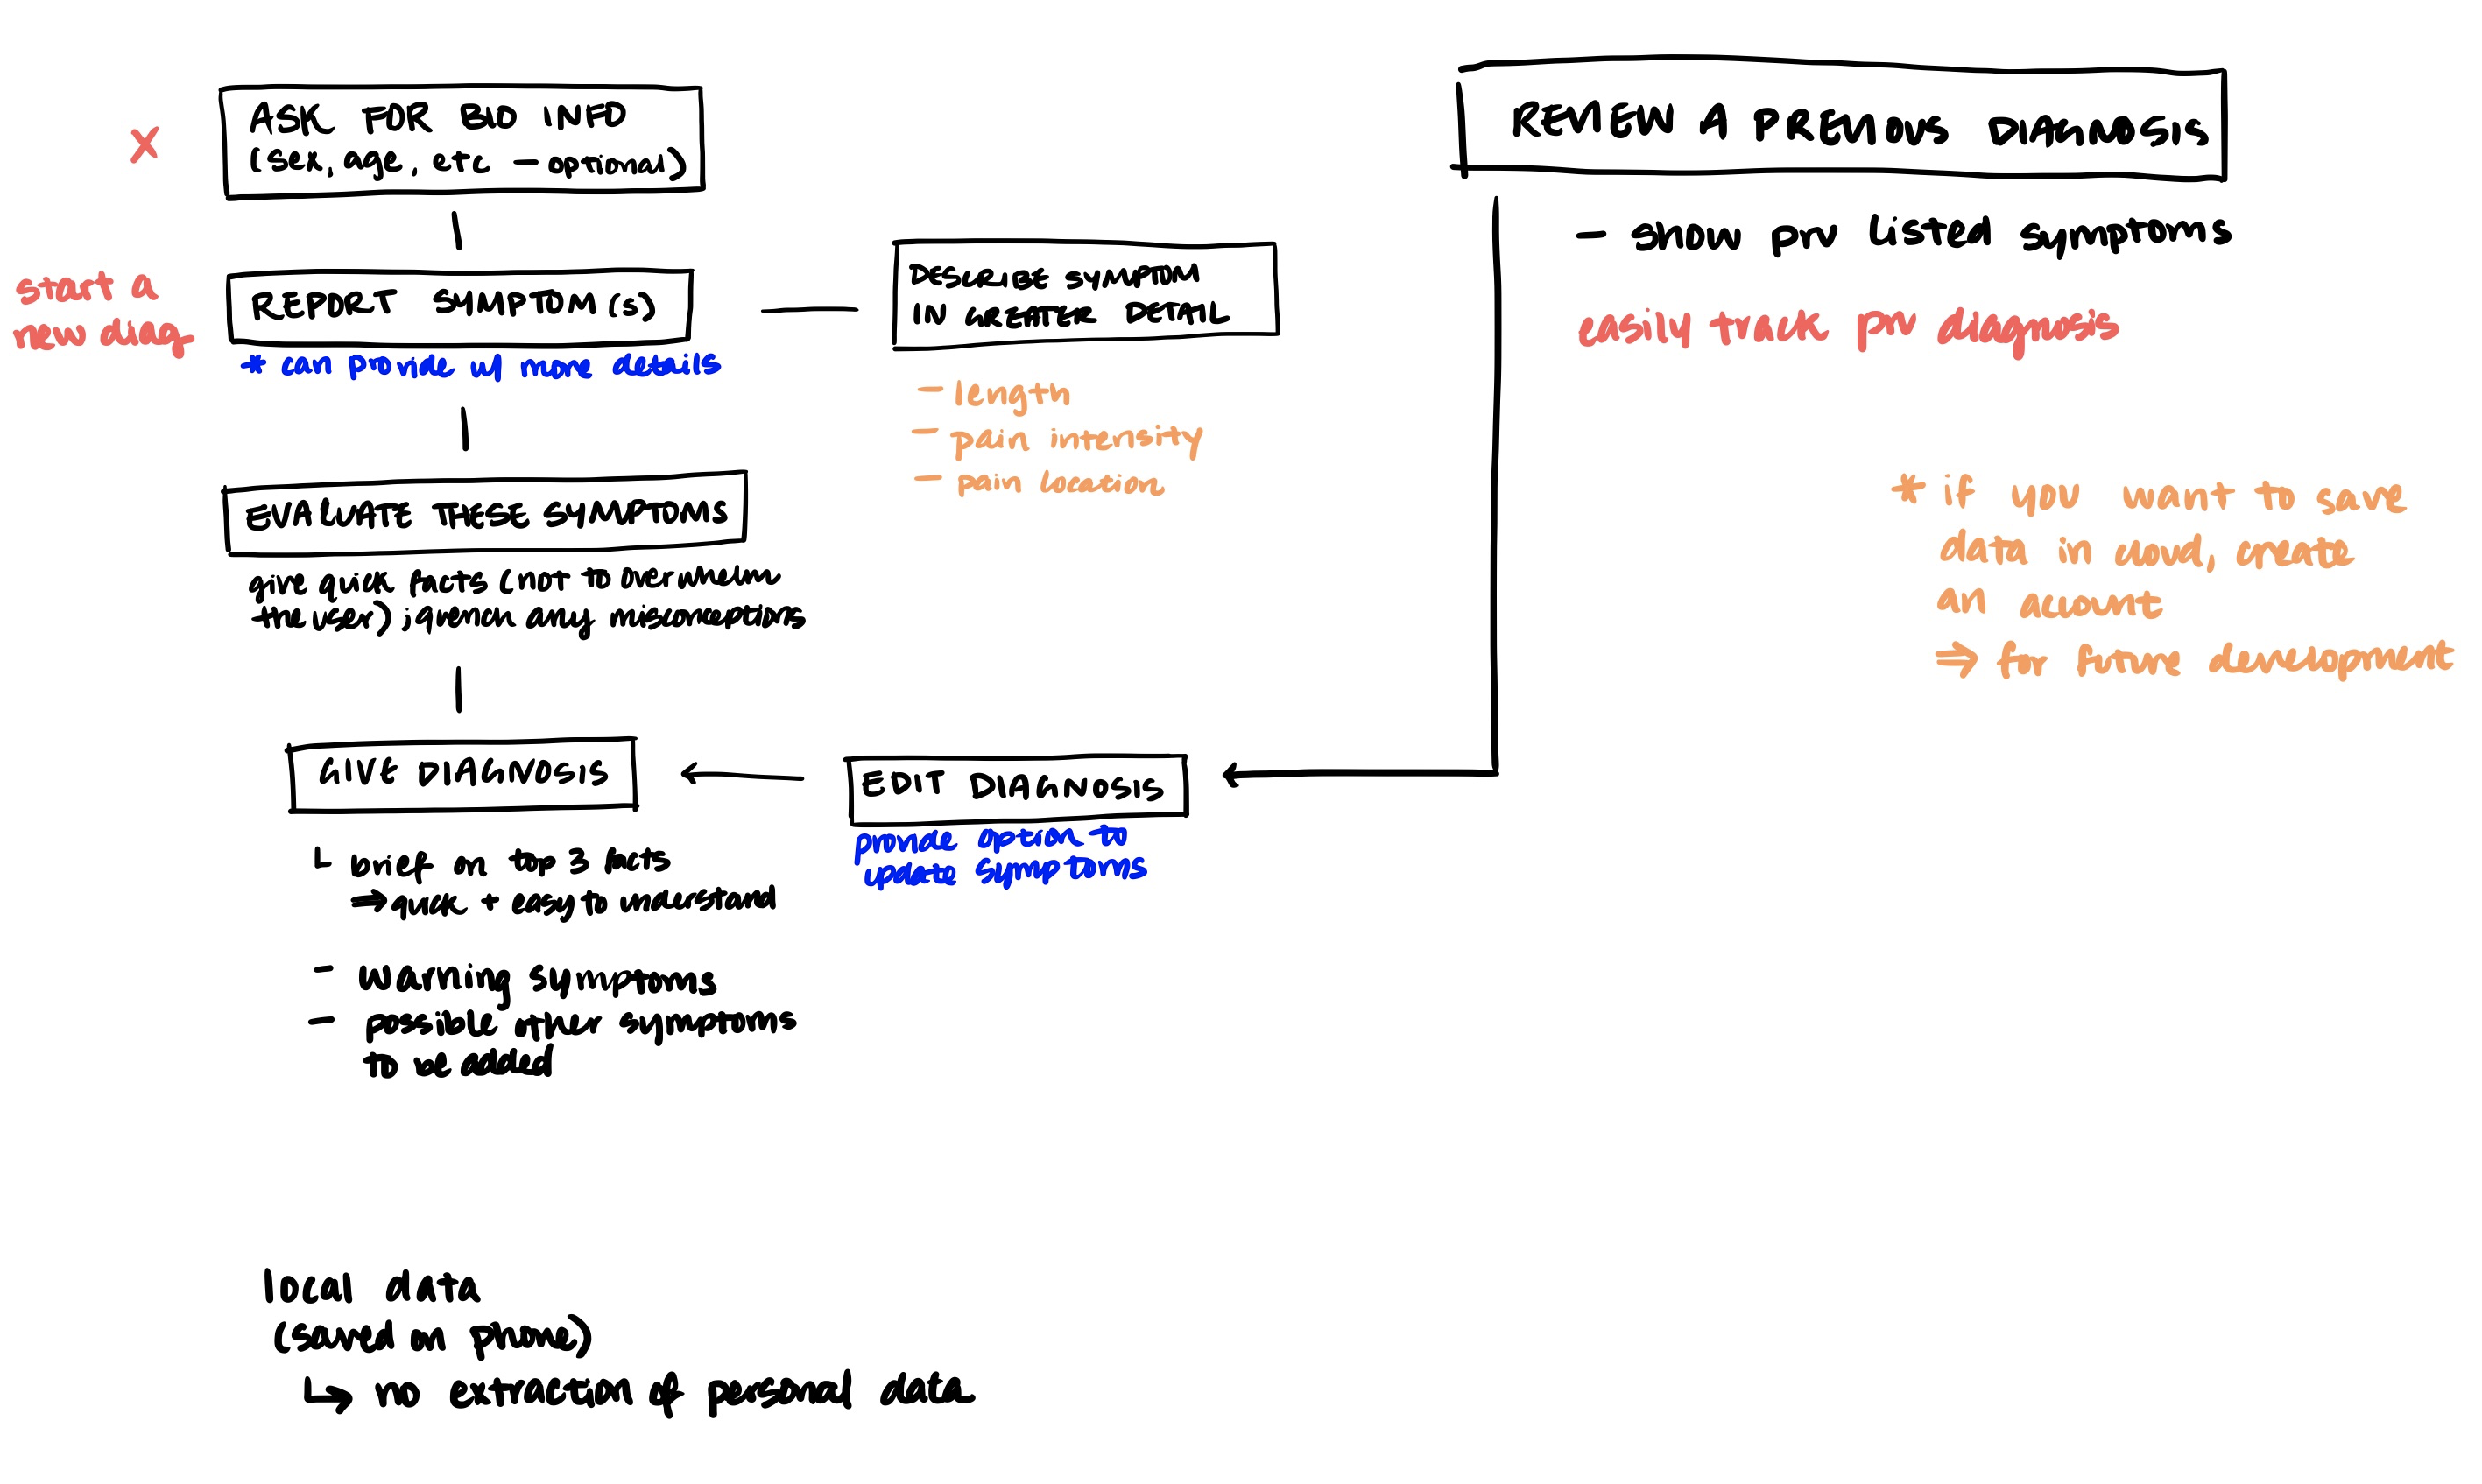 X
ASK FOR BIO INFO
(sex, age, etc — optional)
start a
new diag
REPORT SYMPTOM(s)
* can provide w/ more details
DESCRIBE SYMPTOM
IN GREATER DETAIL
- length
- pain intensity
- pain location
EVALUATE THESE SYMPTOMS
give quick facts (not to overwhelm
the user); quench any misconceptions
GIVE DIAGNOSIS
brief on top 3 facts
⇒ quick + easy to understand
- warning symptoms
- possible other symptoms
to be added
EDIT DIAGNOSIS
provide option to
update symptoms
REVIEW A PREVIOUS DIAGNOSIS
- show prv listed symptoms
easily track prv diagnosis
* if you want to save
data in cloud, create
an account
⇒ for future development
local data
(saved on phone)
↳ no extraction of personal data